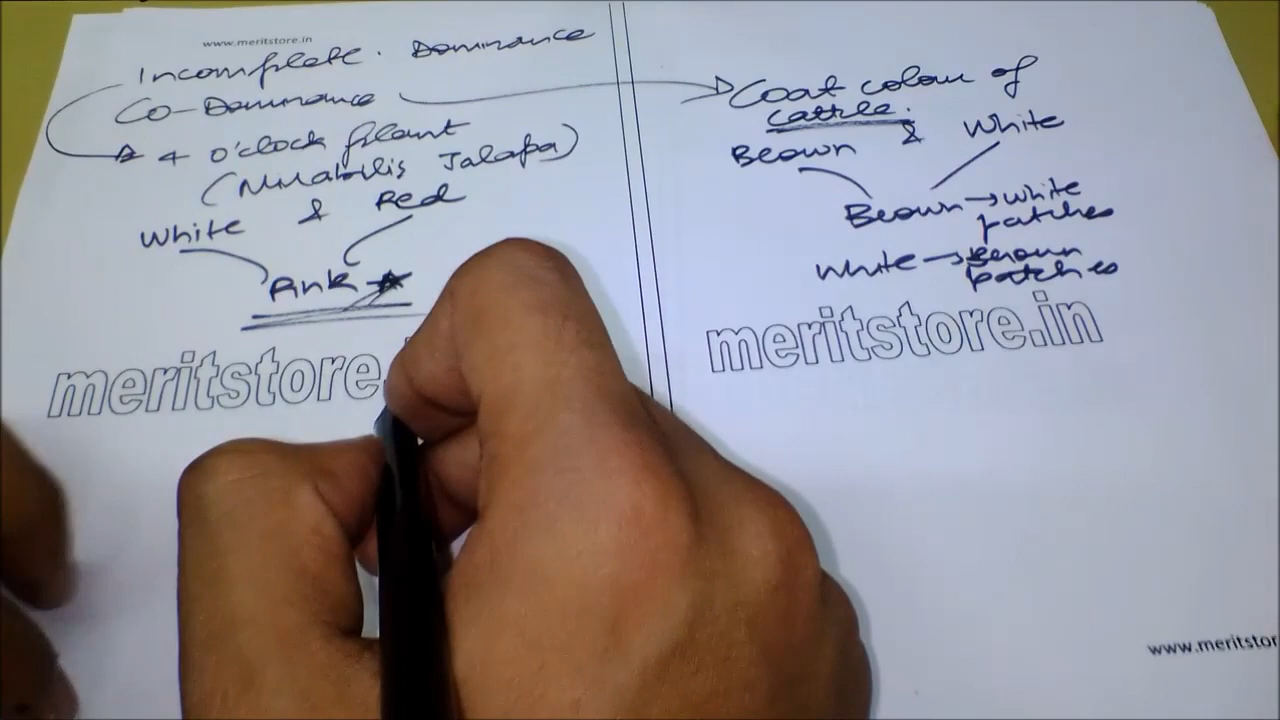 www.meritstore.in
Incomplete. Dominance
Co-Dominance
4 o'clock plant
(Mirabilis Jalapa)
White & Red
Pink
meritstore.
Coat colour of
cattle.
Brown & White
Brown → white
patches
White → Brown
patches
meritstore.in
www.meritstor